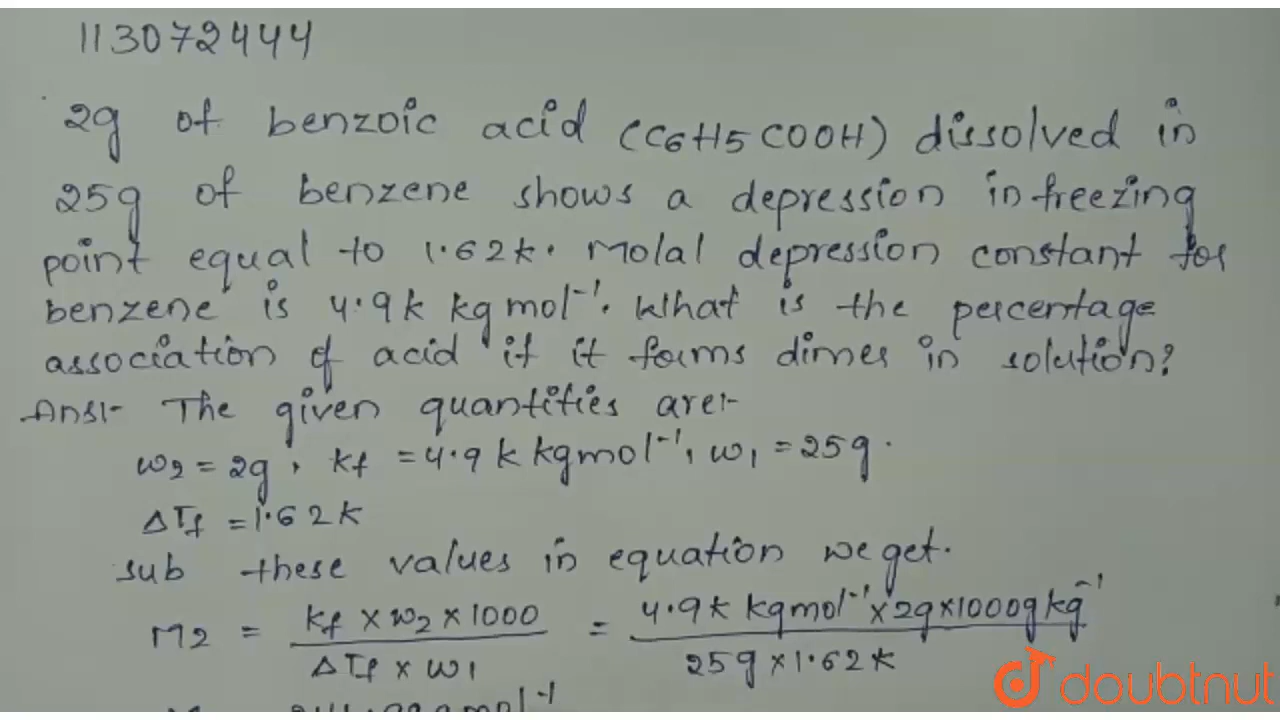 113072444
2g of benzoic acid (C6H5COOH) dissolved in
25g of benzene shows a depression in freezing
point equal to 1.62k. Molal depression constant for
benzene is 4.9k kg mol⁻¹. What is the percentage
association of acid if it forms dimer in solution?
Ans:- The given quantities are:-
w2 = 2g, kf = 4.9 k kgmol⁻¹, w1 = 25g.
ΔTf = 1.62k
Sub these values in equation we get.
M2 = kf × w2 × 1000 / ΔTf × w1 = 4.9k kgmol⁻¹ × 2g × 1000g kg⁻¹ / 25g × 1.62k
doubtnut